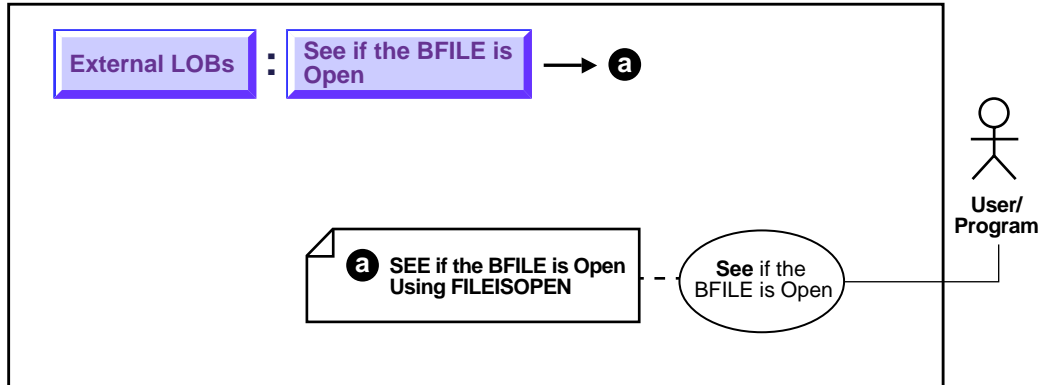 External LOBs
:
See if the BFILE is
Open
a
User/
Program
a
SEE if the BFILE is Open
Using FILEISOPEN
See if the
BFILE is Open